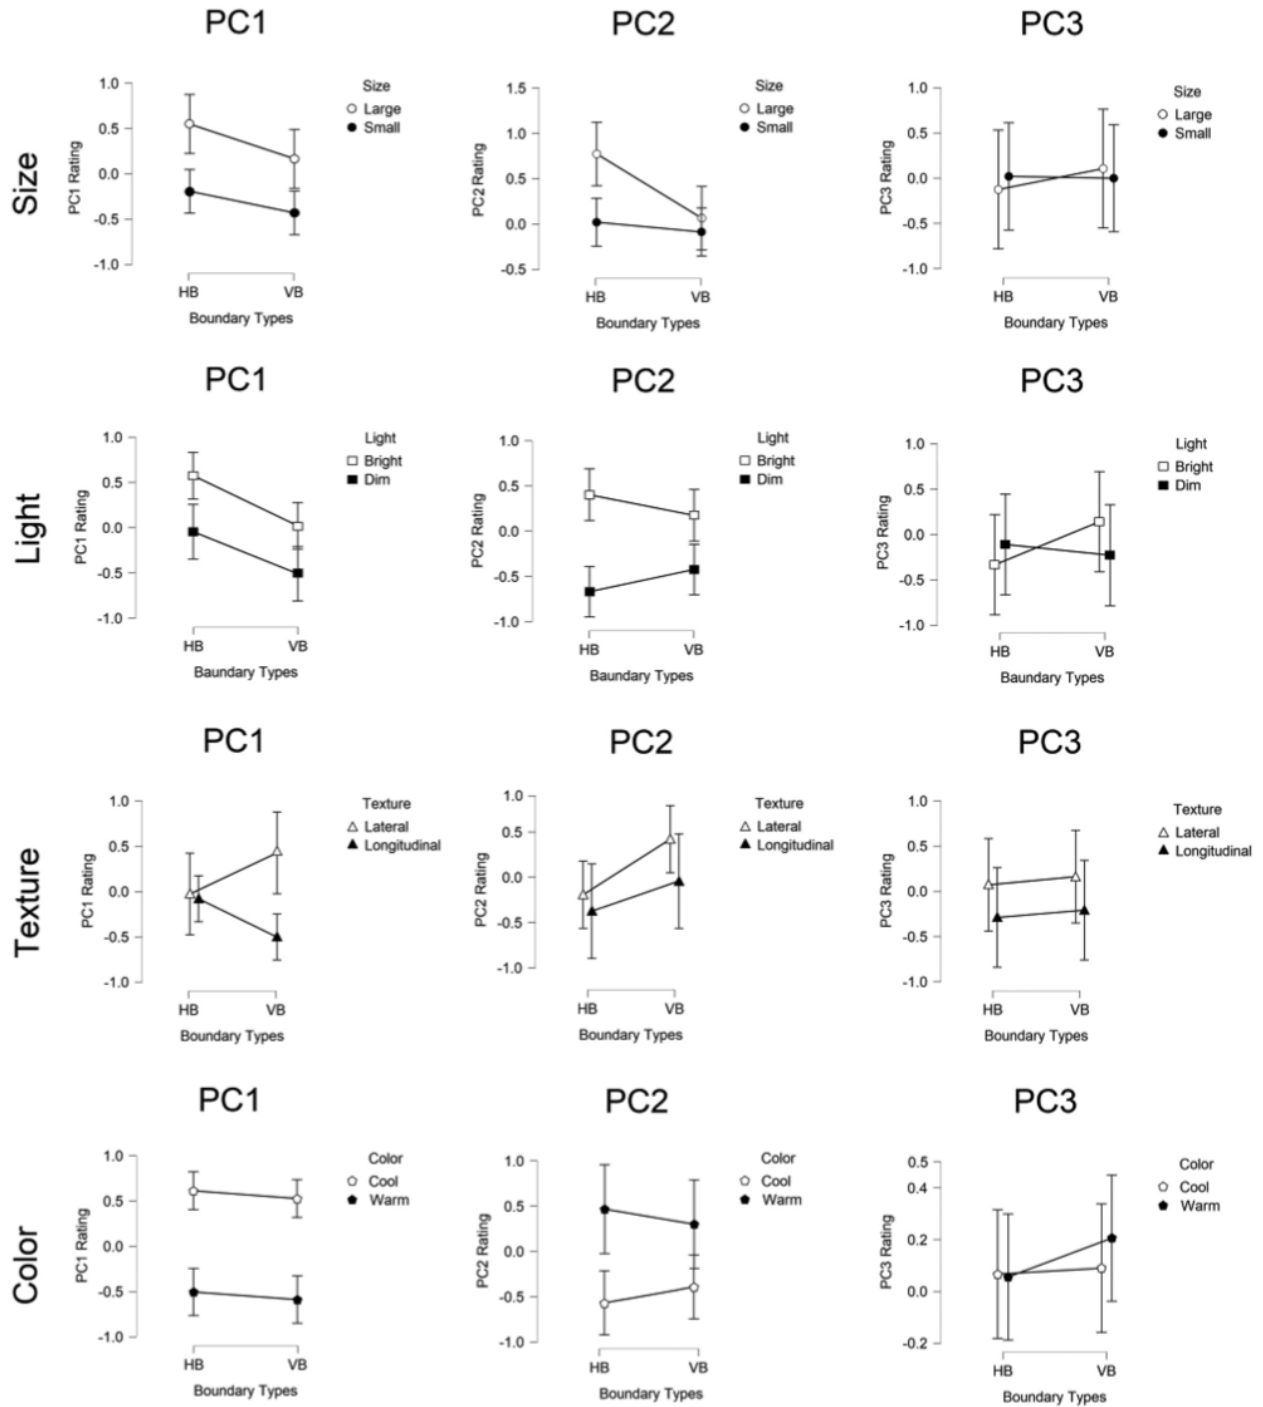 PC1 PC2 PC3
Size
PC1 Rating
1.0
0.5
0.0
-0.5
-1.0
HB VB
Boundary Types
Size
Large
Small
PC2 Rating
1.5
1.0
0.5
0.0
-0.5
HB VB
Boundary Types
Size
Large
Small
PC3 Rating
1.0
0.5
0.0
-0.5
-1.0
HB VB
Boundary Types
Size
Large
Small
PC1 PC2 PC3
Light
PC1 Rating
1.0
0.5
0.0
-0.5
-1.0
HB VB
Baundary Types
Light
Bright
Dim
PC2 Rating
1.0
0.5
0.0
-0.5
-1.0
HB VB
Baundary Types
Light
Bright
Dim
PC3 Rating
1.0
0.5
0.0
-0.5
-1.0
HB VB
Baundary Types
Light
Bright
Dim
PC1 PC2 PC3
Texture
PC1 Rating
1.0
0.5
0.0
-0.5
-1.0
HB VB
Boundary Types
Texture
Lateral
Longitudinal
PC2 Rating
1.0
0.5
0.0
-0.5
-1.0
HB VB
Boundary Types
Texture
Lateral
Longitudinal
PC3 Rating
1.0
0.5
0.0
-0.5
-1.0
HB VB
Boundary Types
Texture
Lateral
Longitudinal
PC1 PC2 PC3
Color
PC1 Rating
1.0
0.5
0.0
-0.5
-1.0
HB VB
Boundary Types
Color
Cool
Warm
PC2 Rating
1.0
0.5
0.0
-0.5
-1.0
HB VB
Boundary Types
Color
Cool
Warm
PC3 Rating
0.5
0.4
0.2
0.0
-0.2
HB VB
Boundary Types
Color
Cool
Warm